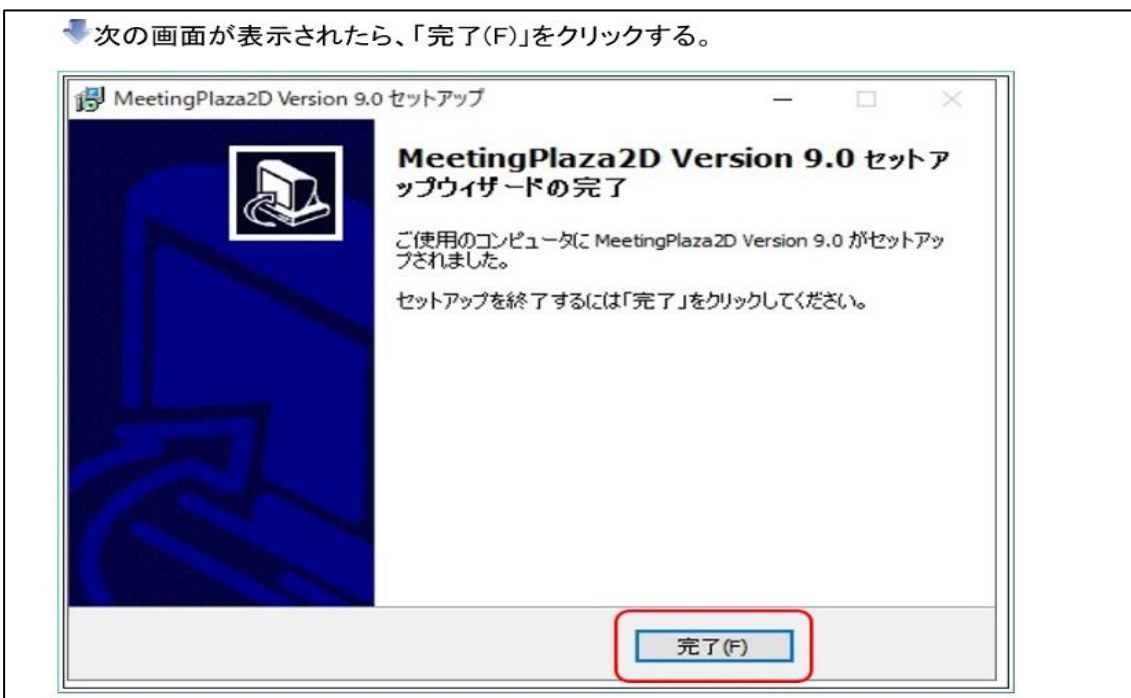 次の画面が表示されたら、「完了(F)」をクリックする。
MeetingPlaza2D Version 9.0 セットアップ
MeetingPlaza2D Version 9.0 セットア
ップウィザードの完了
ご使用のコンピュータに MeetingPlaza2D Version 9.0 がセットアッ
プされました。
セットアップを終了するには「完了」をクリックしてください。
完了(F)